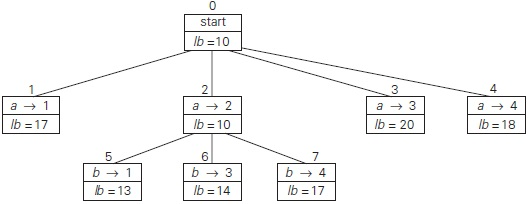 0
start
lb = 10
1
a → 1
lb = 17
2
a → 2
lb = 10
3
a → 3
lb = 20
4
a → 4
lb = 18
5
b → 1
lb = 13
6
b → 3
lb = 14
7
b → 4
lb = 17